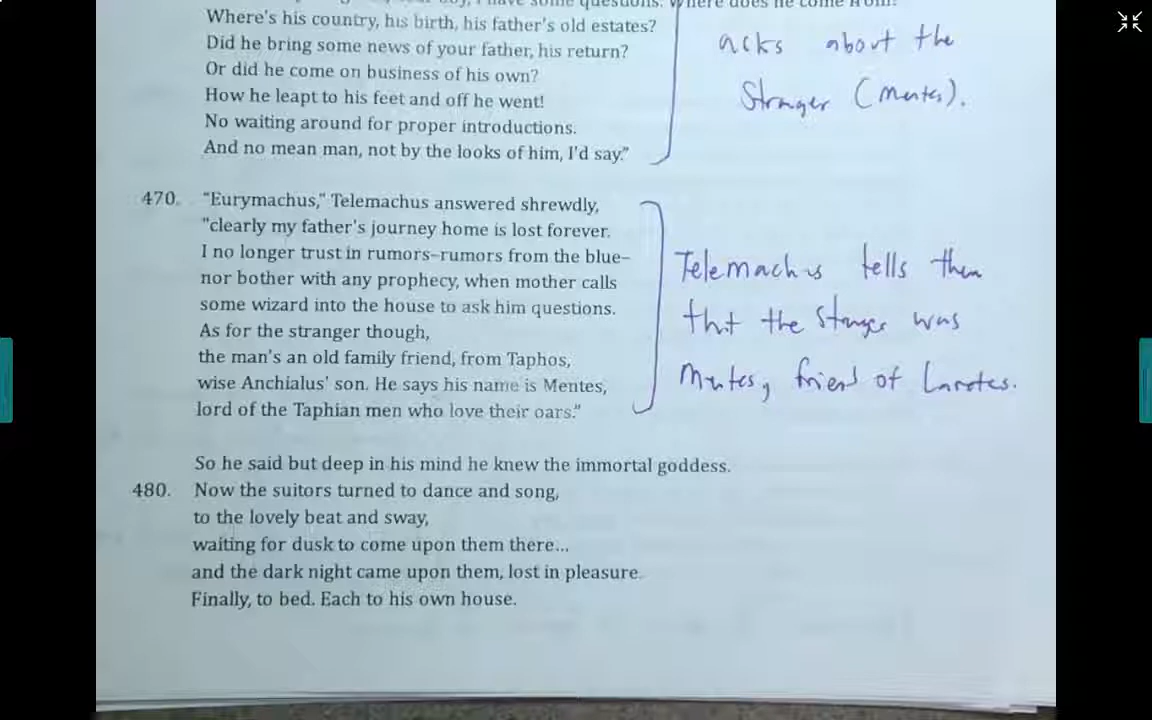 Where's his country, his birth, his father's old estates?
Did he bring some news of your father, his return?
Or did he come on business of his own?
How he leapt to his feet and off he went!
No waiting around for proper introductions.
And no mean man, not by the looks of him, I'd say."
acks about the
Stranger (Mentes).
470. "Eurymachus," Telemachus answered shrewdly,
"clearly my father's journey home is lost forever.
I no longer trust in rumors–rumors from the blue–
nor bother with any prophecy, when mother calls
some wizard into the house to ask him questions.
As for the stranger though,
the man's an old family friend, from Taphos,
wise Anchialus' son. He says his name is Mentes,
lord of the Taphian men who love their oars."
Telemachus tells them
that the Stranger was
Mentes, friend of
So he said but deep in his mind he knew the immortal goddess.
480. Now the suitors turned to dance and song,
to the lovely beat and sway,
waiting for dusk to come upon them there...
and the dark night came upon them, lost in pleasure.
Finally, to bed. Each to his own house.